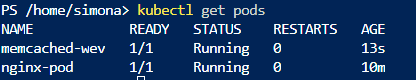 PS /home/simona> kubectl get pods
NAME READY STATUS RESTARTS AGE
memcached-wev 1/1 Running 0 13s
nginx-pod 1/1 Running 0 10m